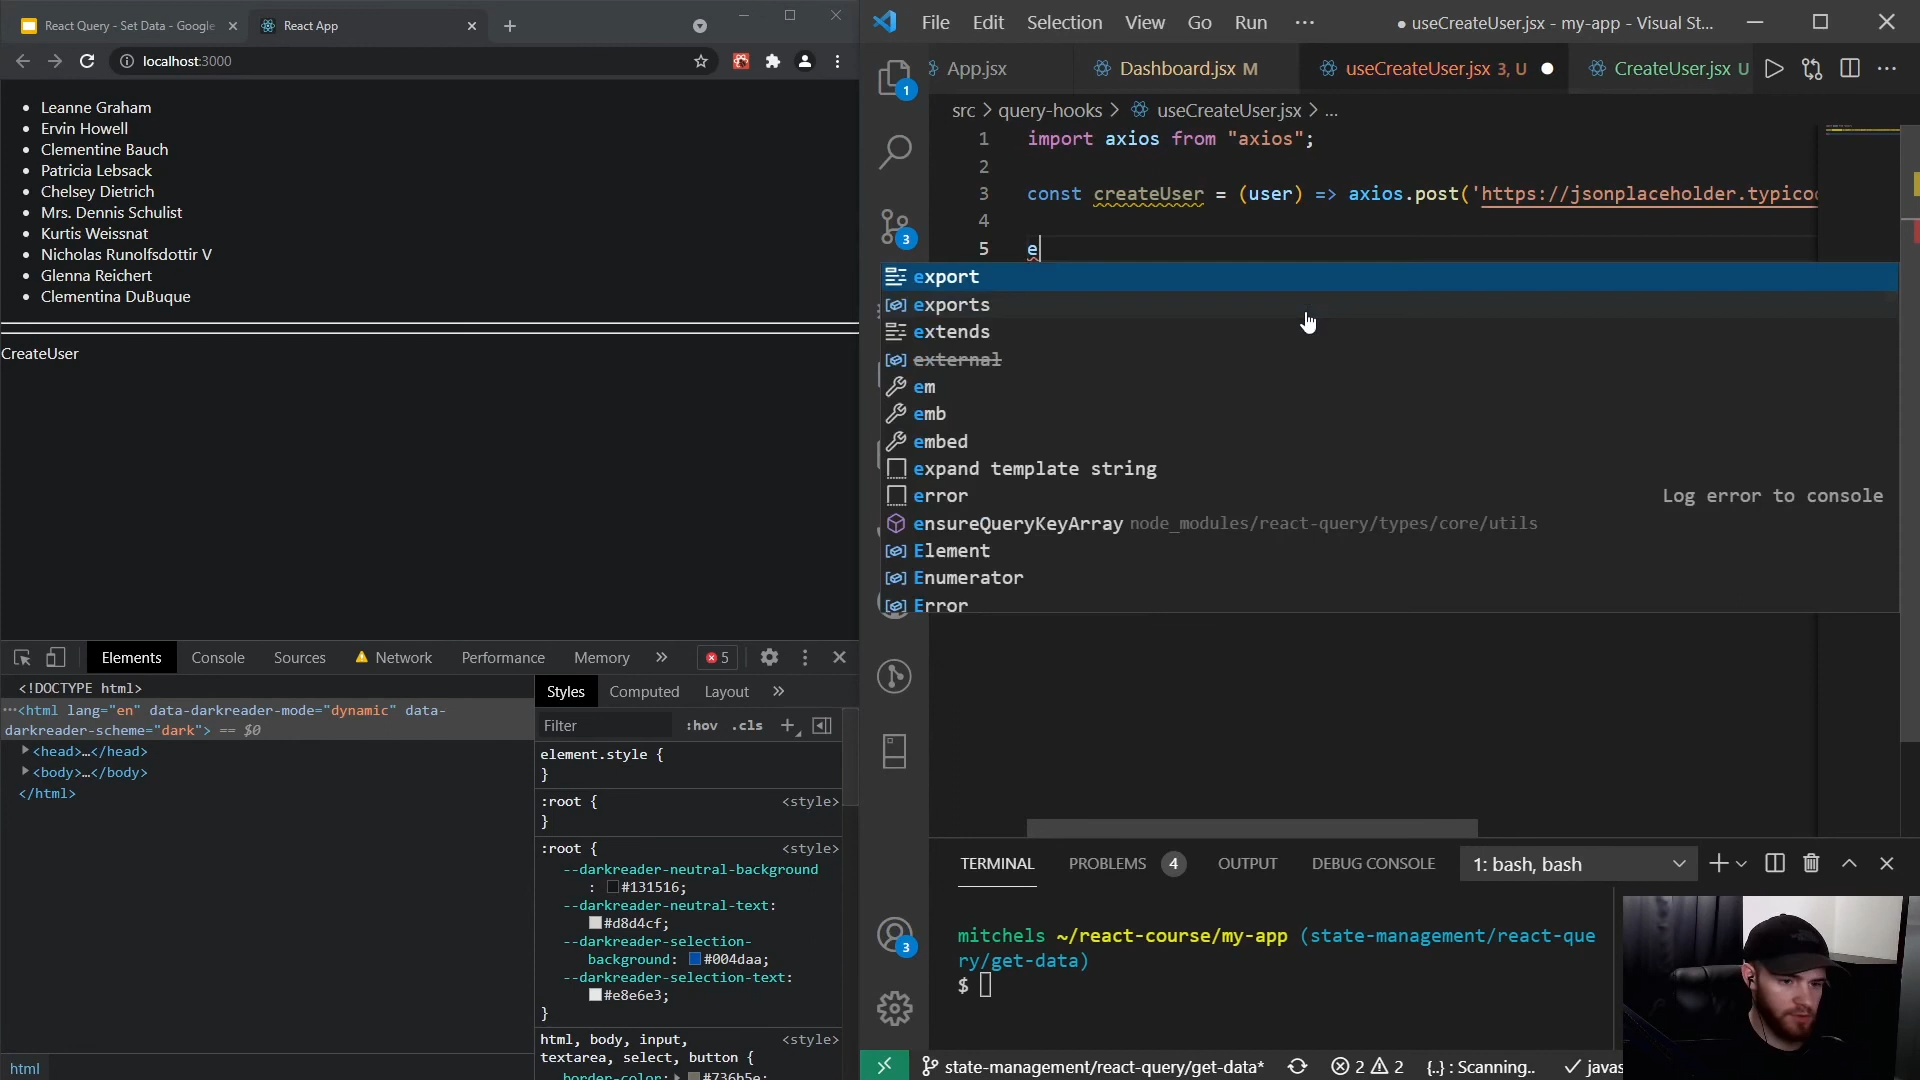 React Query - Set Data - Google
React App
localhost:3000
Leanne Graham
Ervin Howell
Clementine Bauch
Patricia Lebsack
Chelsey Dietrich
Mrs. Dennis Schulist
Kurtis Weissnat
Nicholas Runolfsdottir V
Glenna Reichert
Clementina DuBuque
CreateUser
Elements Console Sources Network Performance Memory » 5
<!DOCTYPE html>
···<html lang="en" data-darkreader-mode="dynamic" data-
darkreader-scheme="dark"> == $0
<head>…</head>
<body>…</body>
</html>
html
Styles Computed Layout »
Filter :hov .cls +
element.style {
}
:root { <style>
}
:root { <style>
--darkreader-neutral-background
: #131516;
--darkreader-neutral-text:
#d8d4cf;
--darkreader-selection-
background: #004daa;
--darkreader-selection-text:
#e8e6e3;
}
html, body, input, <style>
textarea, select, button {
border-color: #736b5e;
File Edit Selection View Go Run ··· ● useCreateUser.jsx - my-app - Visual St...
App.jsx Dashboard.jsx M useCreateUser.jsx 3, U CreateUser.jsx U
src > query-hooks > useCreateUser.jsx > ...
1 import axios from "axios";
2
3 const createUser = (user) => axios.post('https://jsonplaceholder.typico
4
5 e
export
exports
extends
external
em
emb
embed
expand template string
error Log error to console
ensureQueryKeyArray node_modules/react-query/types/core/utils
Element
Enumerator
Error
1
3
3
TERMINAL PROBLEMS 4 OUTPUT DEBUG CONSOLE 1: bash, bash
mitchels ~/react-course/my-app (state-management/react-que
ry/get-data)
$
state-management/react-query/get-data* 2 2 {..} : Scanning.. javas